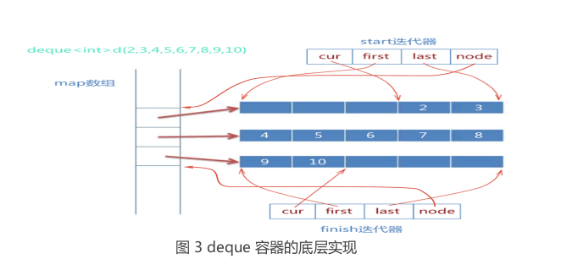 deque<int>d(2,3,4,5,6,7,8,9,10)
start迭代器
cur first last node
map数组
2 3
4 5 6 7 8
9 10
cur first last node
finish迭代器
图 3 deque 容器的底层实现